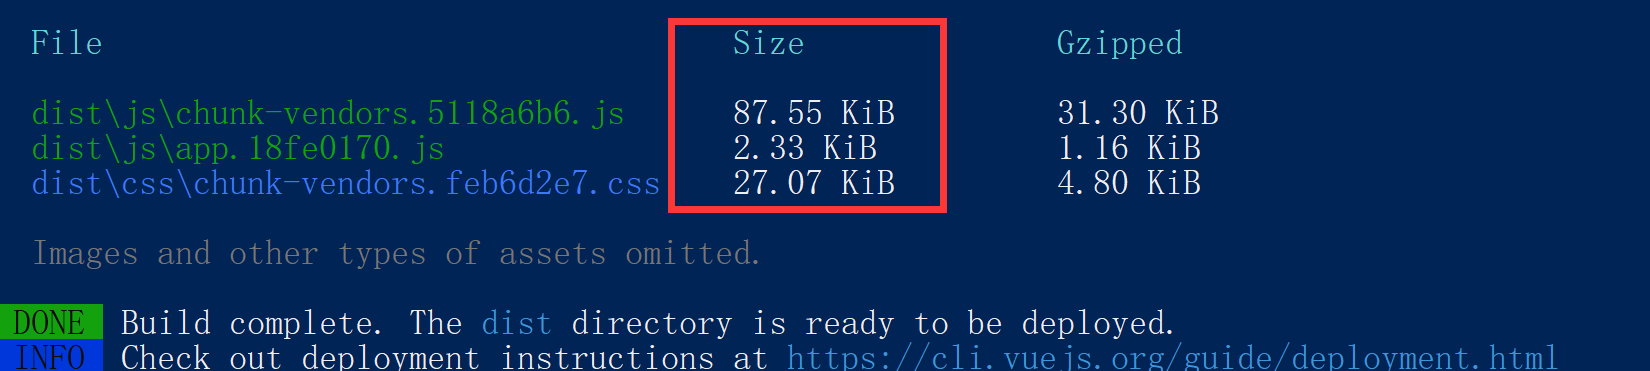 File Size Gzipped
dist\js\chunk-vendors.5118a6b6.js 87.55 KiB 31.30 KiB
dist\js\app.18fe0170.js 2.33 KiB 1.16 KiB
dist\css\chunk-vendors.feb6d2e7.css 27.07 KiB 4.80 KiB
Images and other types of assets omitted.
DONE Build complete. The dist directory is ready to be deployed.
INFO Check out deployment instructions at https://cli.vuejs.org/guide/deployment.html